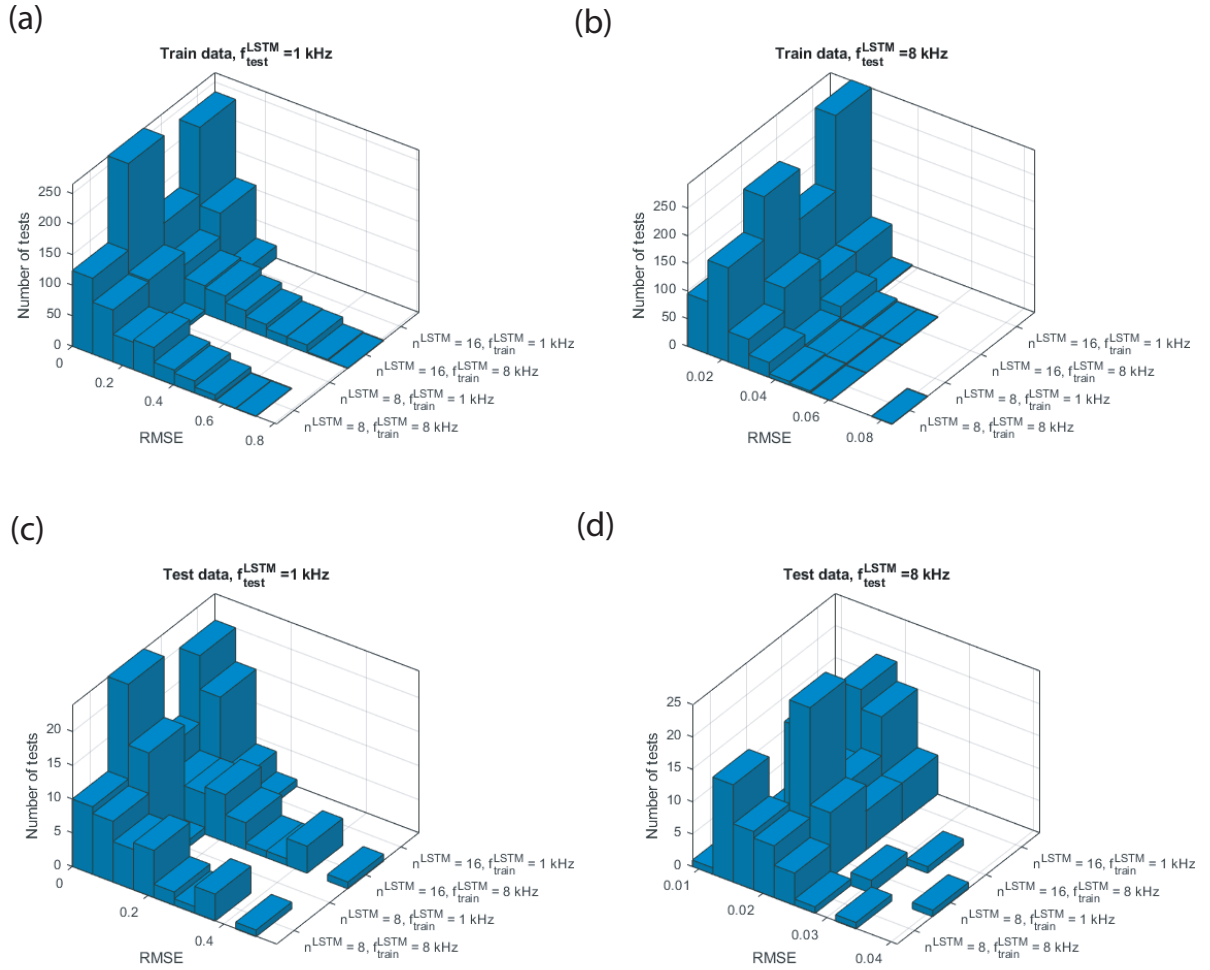 (a)
Train data, f_test^LSTM =1 kHz
Number of tests
250
200
150
100
50
0
0
0.2
0.4
0.6
0.8
RMSE
n^LSTM = 16, f_train^LSTM = 1 kHz
n^LSTM = 16, f_train^LSTM = 8 kHz
n^LSTM = 8, f_train^LSTM = 1 kHz
n^LSTM = 8, f_train^LSTM = 8 kHz
(b)
Train data, f_test^LSTM =8 kHz
Number of tests
250
200
150
100
50
0
0.02
0.04
0.06
0.08
RMSE
n^LSTM = 16, f_train^LSTM = 1 kHz
n^LSTM = 16, f_train^LSTM = 8 kHz
n^LSTM = 8, f_train^LSTM = 1 kHz
n^LSTM = 8, f_train^LSTM = 8 kHz
(c)
Test data, f_test^LSTM =1 kHz
Number of tests
20
15
10
5
0
0
0.2
0.4
RMSE
n^LSTM = 16, f_train^LSTM = 1 kHz
n^LSTM = 16, f_train^LSTM = 8 kHz
n^LSTM = 8, f_train^LSTM = 1 kHz
n^LSTM = 8, f_train^LSTM = 8 kHz
(d)
Test data, f_test^LSTM =8 kHz
Number of tests
25
20
15
10
5
0
0.01
0.02
0.03
0.04
RMSE
n^LSTM = 16, f_train^LSTM = 1 kHz
n^LSTM = 16, f_train^LSTM = 8 kHz
n^LSTM = 8, f_train^LSTM = 1 kHz
n^LSTM = 8, f_train^LSTM = 8 kHz